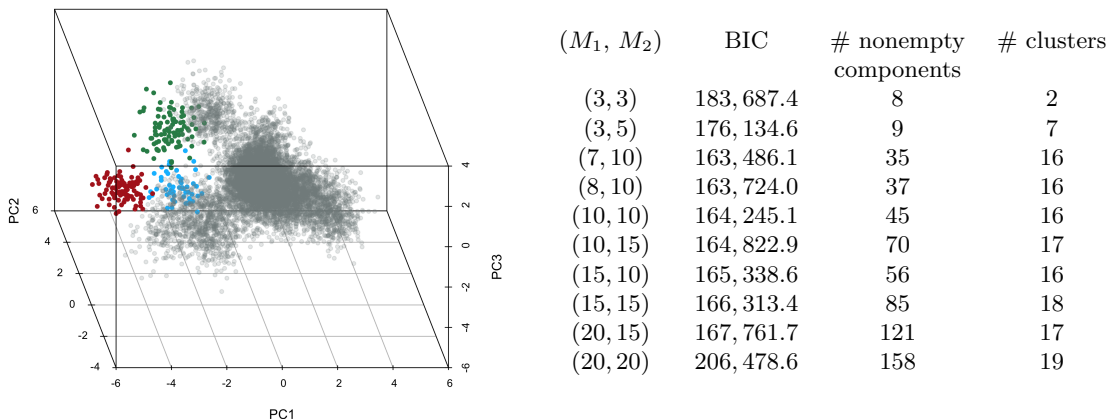 PC2
6
4
2
0
-2
-4
-6 -4 -2 0 2 4 6
PC1
4
2
0
-2
-4
-6
PC3
(M1, M2) BIC # nonempty components # clusters
(3, 3) 183, 687.4 8 2
(3, 5) 176, 134.6 9 7
(7, 10) 163, 486.1 35 16
(8, 10) 163, 724.0 37 16
(10, 10) 164, 245.1 45 16
(10, 15) 164, 822.9 70 17
(15, 10) 165, 338.6 56 16
(15, 15) 166, 313.4 85 18
(20, 15) 167, 761.7 121 17
(20, 20) 206, 478.6 158 19